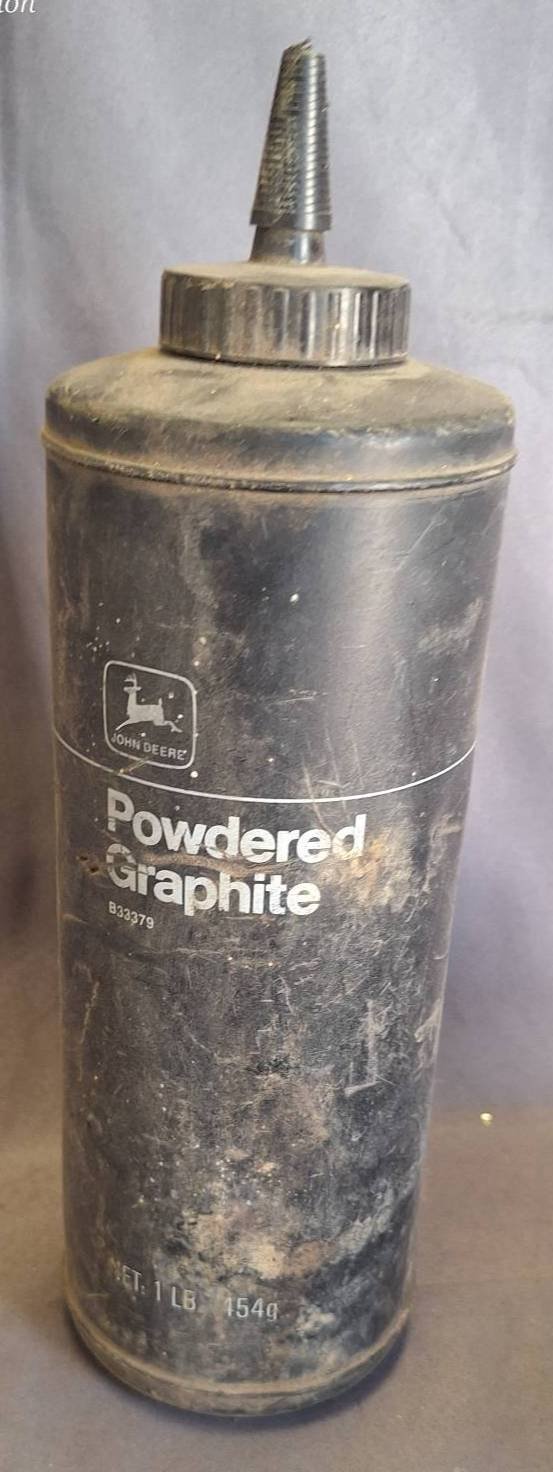 JOHN DEERE
Powdered
Graphite
B33379
NET: 1 LB. 454g